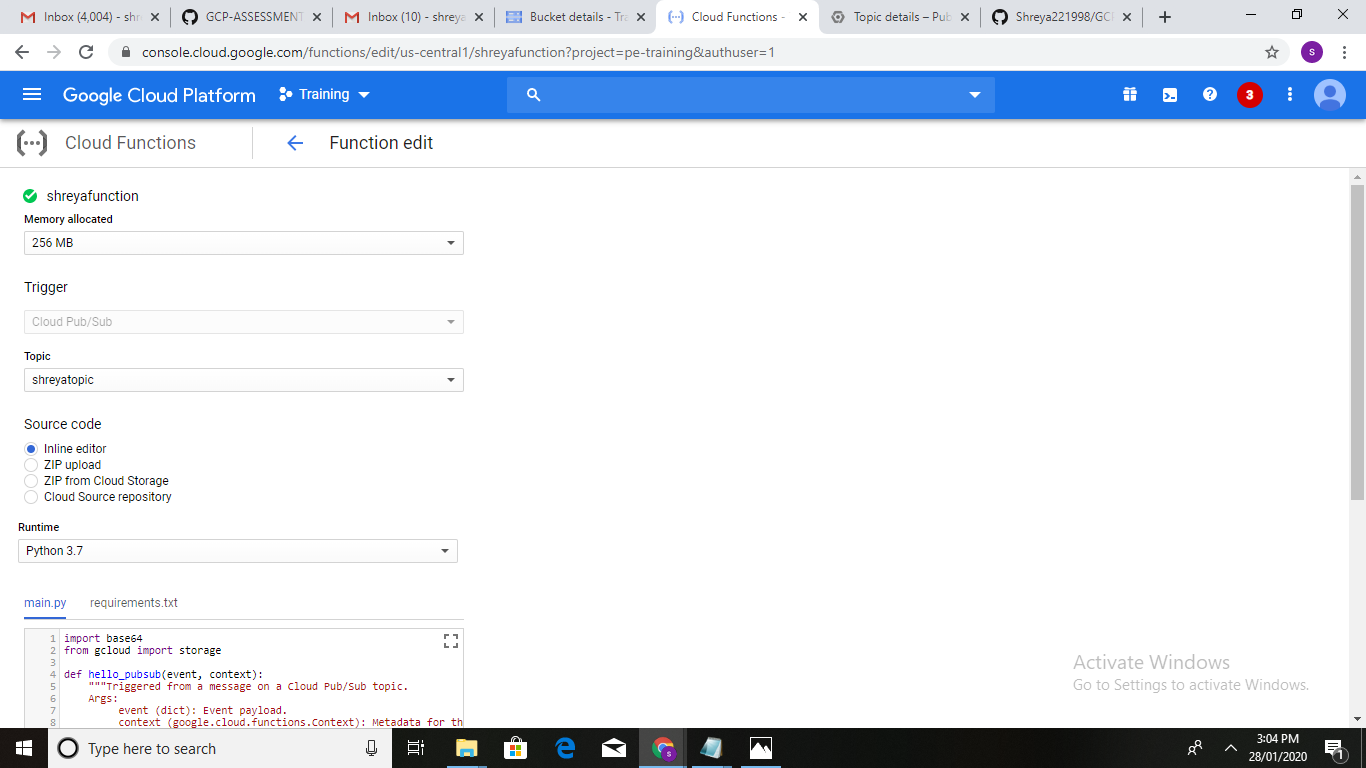 Inbox (4,004) - shr
GCP-ASSESSMENT
Inbox (10) - shreya
Bucket details - Tra
Cloud Functions -
Topic details – Pub
Shreya221998/GCP
console.cloud.google.com/functions/edit/us-central1/shreyafunction?project=pe-training&authuser=1
s
Google Cloud Platform
Training
3
Cloud Functions
Function edit
shreyafunction
Memory allocated
256 MB
Trigger
Cloud Pub/Sub
Topic
shreyatopic
Source code
Inline editor
ZIP upload
ZIP from Cloud Storage
Cloud Source repository
Runtime
Python 3.7
main.py requirements.txt
1 import base64
2 from gcloud import storage
3
4 def hello_pubsub(event, context):
5 """Triggered from a message on a Cloud Pub/Sub topic.
6 Args:
7 event (dict): Event payload.
8 context (google.cloud.functions.Context): Metadata for th
Activate Windows
Go to Settings to activate Windows.
Type here to search
s
3:04 PM
28/01/2020
1